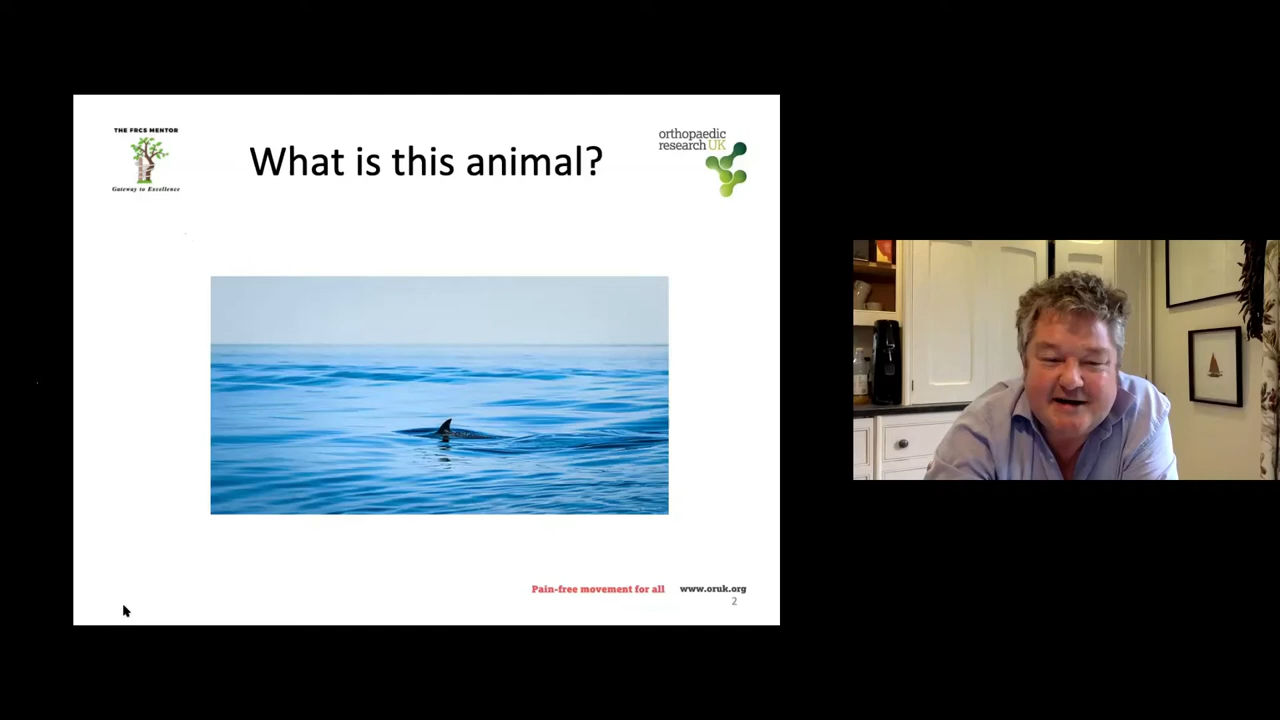 THE FRCS MENTOR
Gateway to Excellence
What is this animal?
orthopaedic
research UK
Pain-free movement for all
www.oruk.org
2